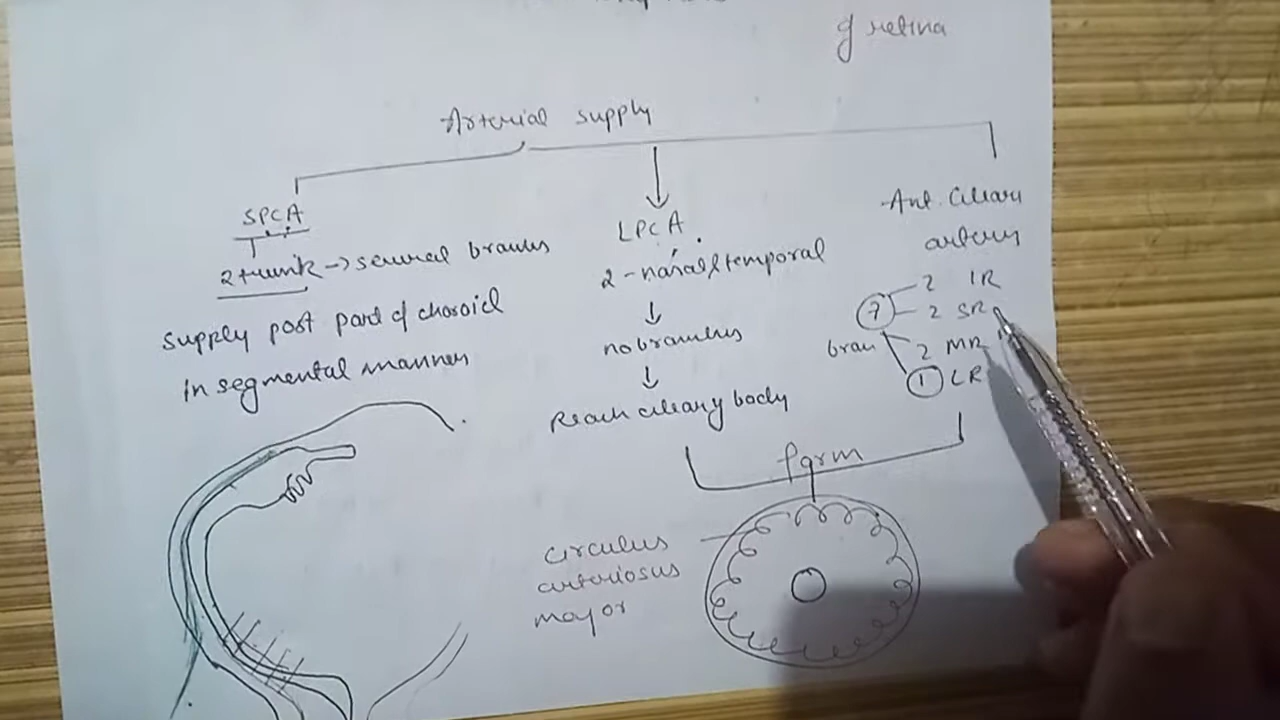 of retina
Arterial supply
SPCA
2 trunk -> several branches
supply post part of choroid
in segmental manner
LPCA
2 - nasal & temporal
no branches
Reach ciliary body
Ant. Ciliary
artery
7
2 IR
2 SR
2 MR
1 LR
bran
form
circulus
arteriosus
major